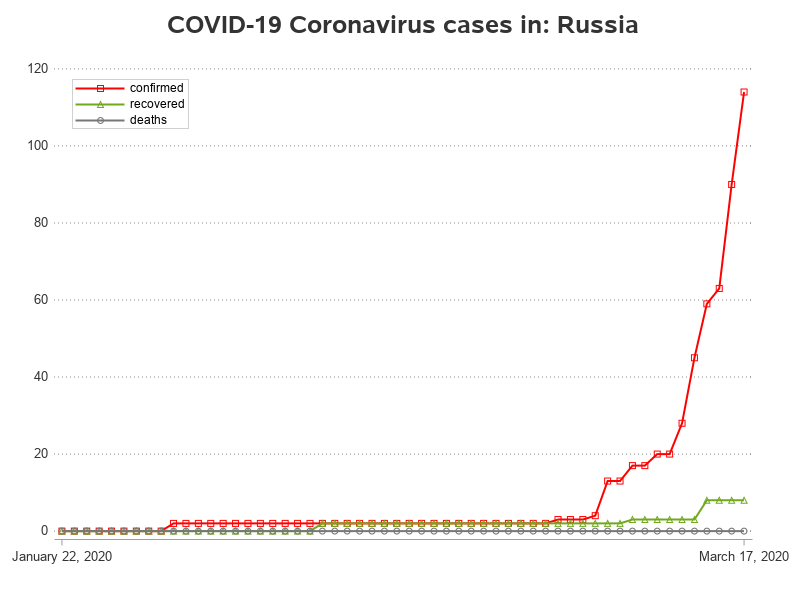 COVID-19 Coronavirus cases in: Russia
120
confirmed
recovered
deaths
100
80
60
40
20
0
January 22, 2020 March 17, 2020